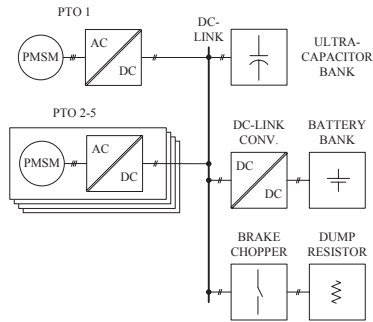 PTO 1
DC-
LINK
PMSM
AC
DC
ULTRA-
CAPACITOR
BANK
PTO 2-5
PMSM
AC
DC
DC-LINK
CONV.
BATTERY
BANK
DC
DC
BRAKE
CHOPPER
DUMP
RESISTOR